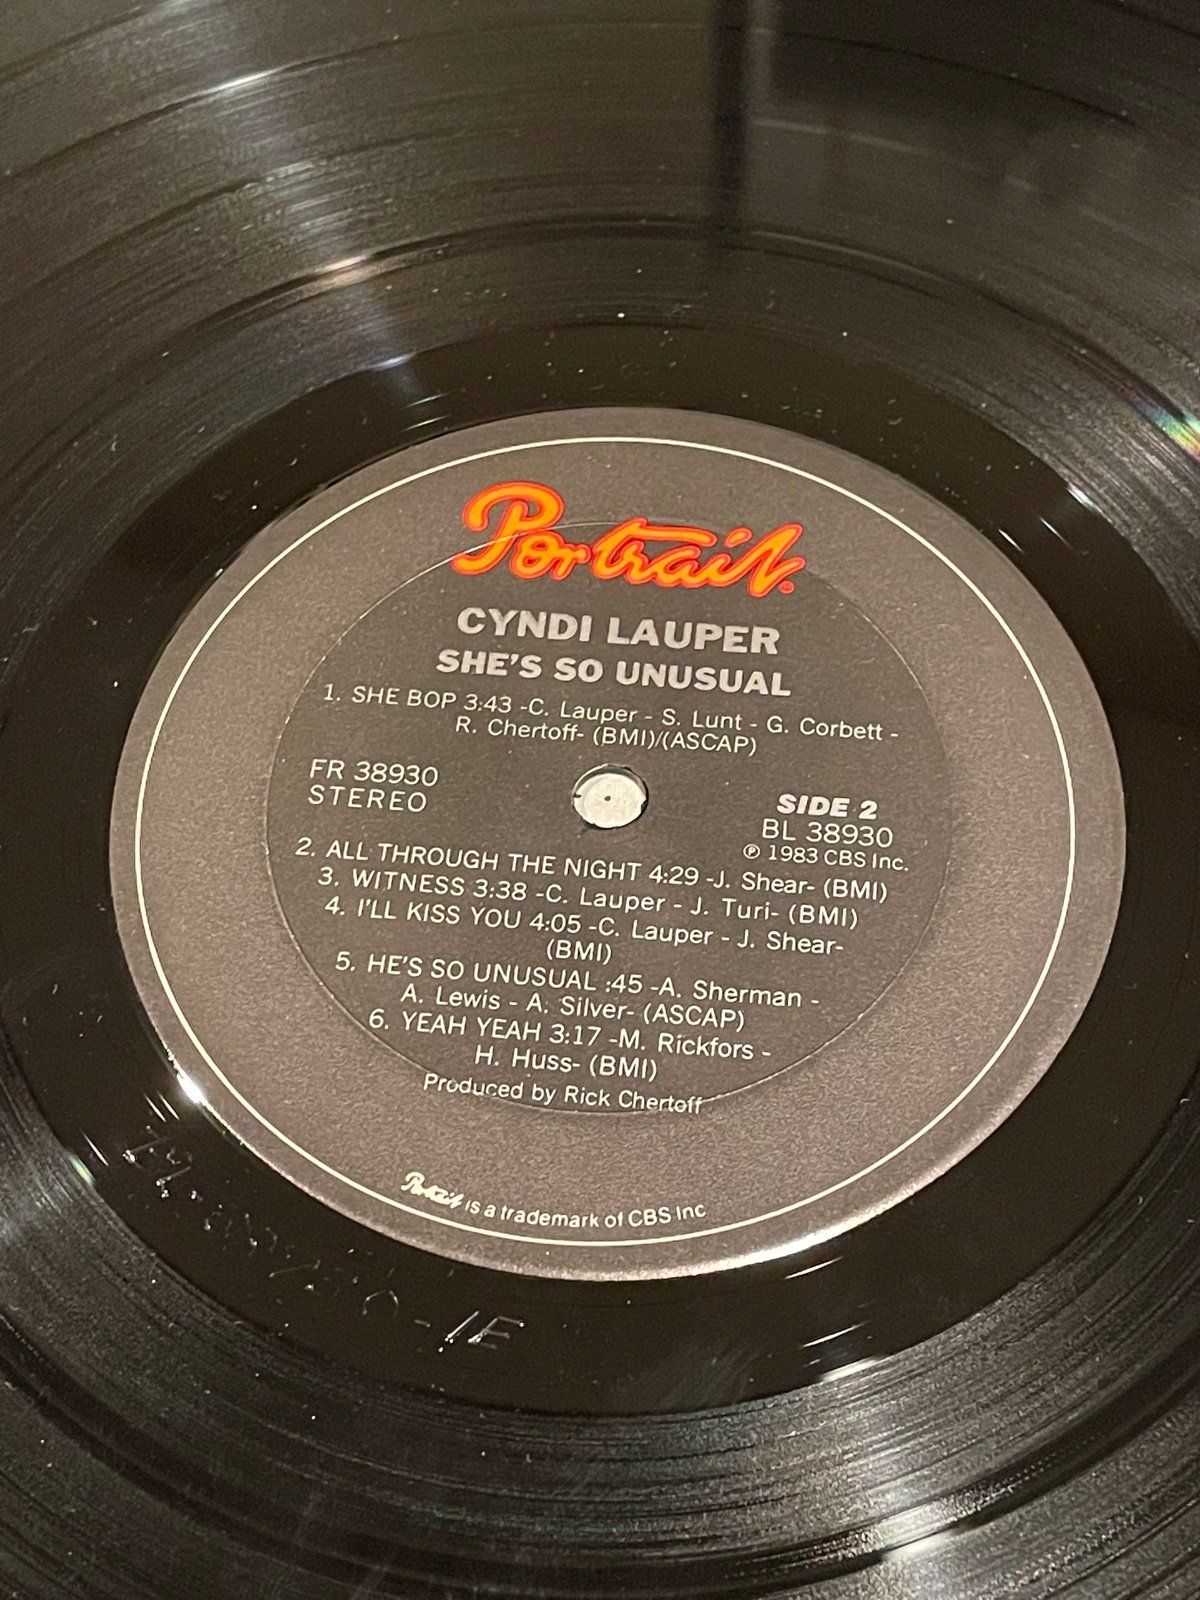 Portrait
CYNDI LAUPER
SHE'S SO UNUSUAL
1. SHE BOP 3:43 -C. Lauper - S. Lunt - G. Corbett -
R. Chertoff- (BMI)/(ASCAP)
FR 38930
STEREO
SIDE 2
BL 38930
℗ 1983 CBS Inc.
2. ALL THROUGH THE NIGHT 4:29 -J. Shear- (BMI)
3. WITNESS 3:38 -C. Lauper - J. Turi- (BMI)
4. I'LL KISS YOU 4:05 -C. Lauper - J. Shear-
(BMI)
5. HE'S SO UNUSUAL :45 -A. Sherman -
A. Lewis - A. Silver- (ASCAP)
6. YEAH YEAH 3:17 -M. Rickfors -
H. Huss- (BMI)
Produced by Rick Chertoff
Portrait is a trademark of CBS Inc
-1E